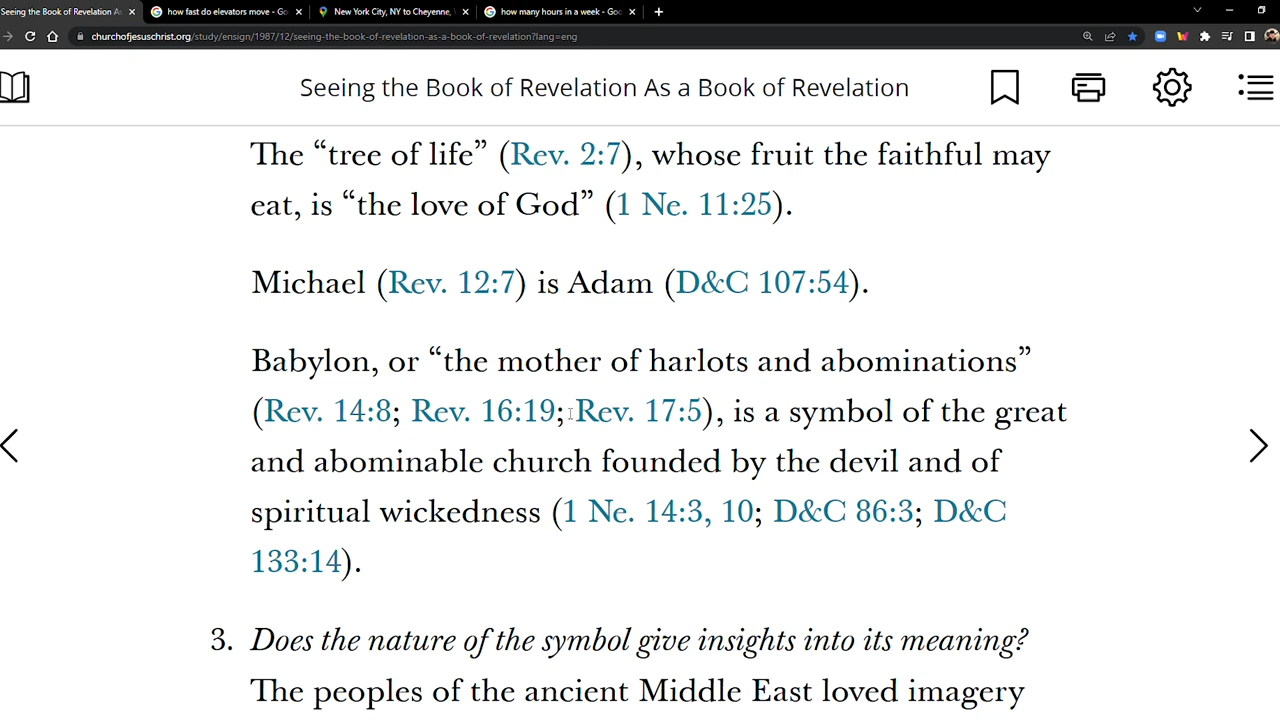 Seeing the Book of Revelation As
how fast do elevators move - Go
New York City, NY to Cheyenne,
how many hours in a week - Goo
churchofjesuschrist.org/study/ensign/1987/12/seeing-the-book-of-revelation-as-a-book-of-revelation?lang=eng
Seeing the Book of Revelation As a Book of Revelation
The “tree of life” (Rev. 2:7), whose fruit the faithful may
eat, is “the love of God” (1 Ne. 11:25).
Michael (Rev. 12:7) is Adam (D&C 107:54).
Babylon, or “the mother of harlots and abominations”
(Rev. 14:8; Rev. 16:19; Rev. 17:5), is a symbol of the great
and abominable church founded by the devil and of
spiritual wickedness (1 Ne. 14:3, 10; D&C 86:3; D&C
133:14).
3. Does the nature of the symbol give insights into its meaning?
The peoples of the ancient Middle East loved imagery